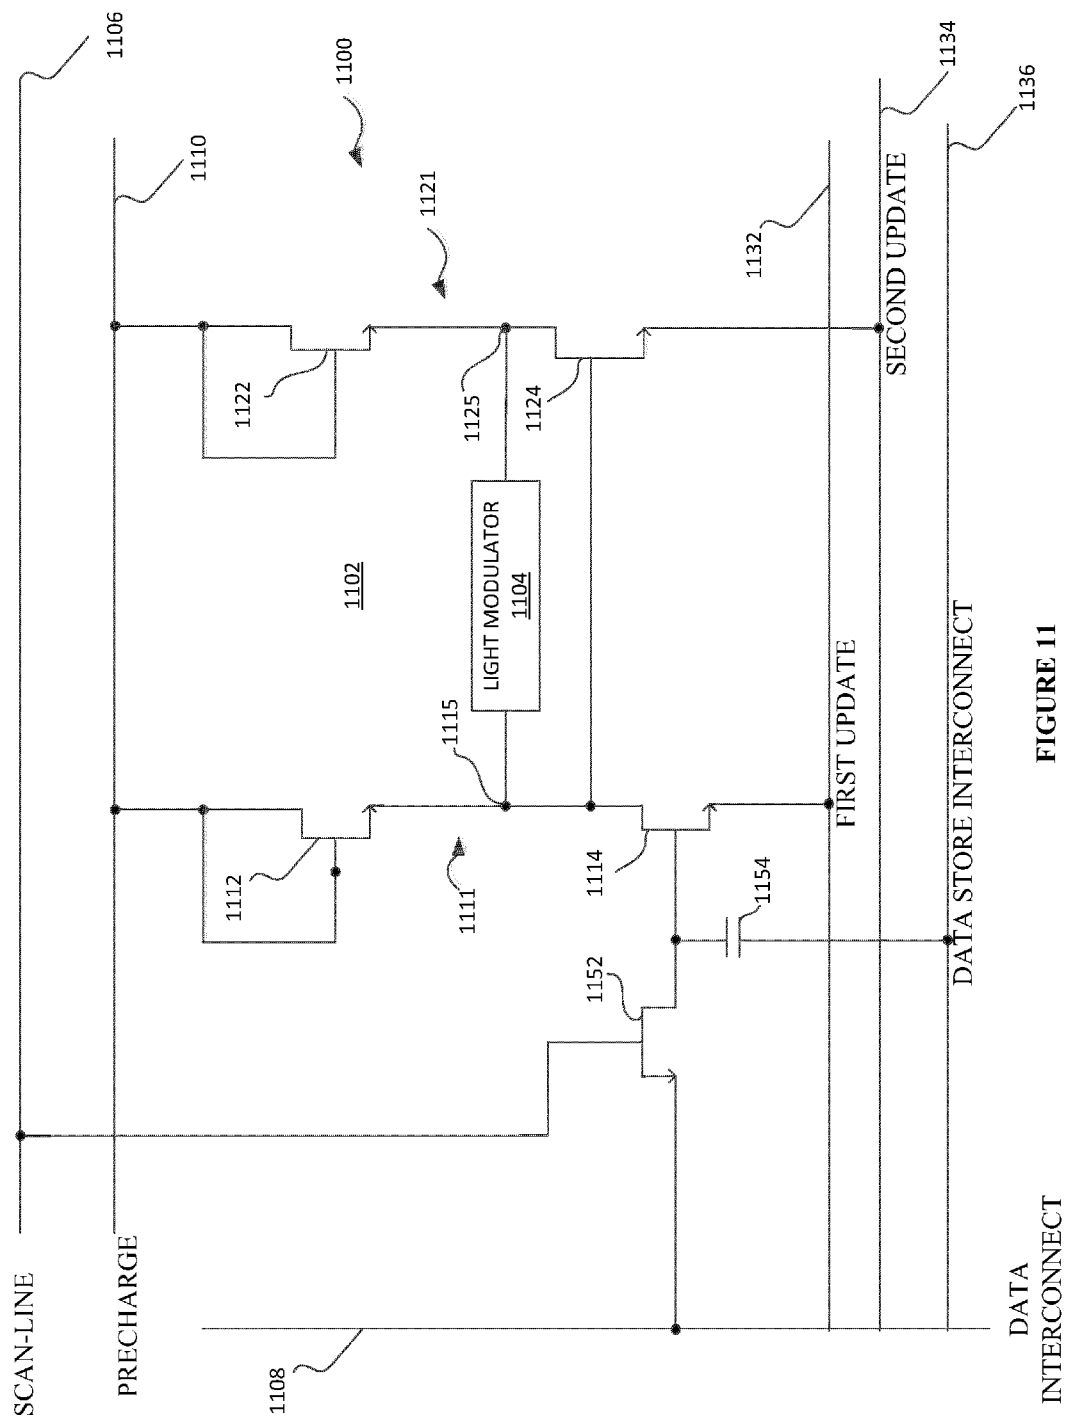 SCAN-LINE
1106
PRECHARGE
1110
1100
1122
1121
1112
1102
1111
1125
1115
LIGHT MODULATOR
1104
1124
1152
1114
1154
1132
FIRST UPDATE
SECOND UPDATE
1134
DATA STORE INTERCONNECT
1136
1108
DATA
INTERCONNECT
FIGURE 11